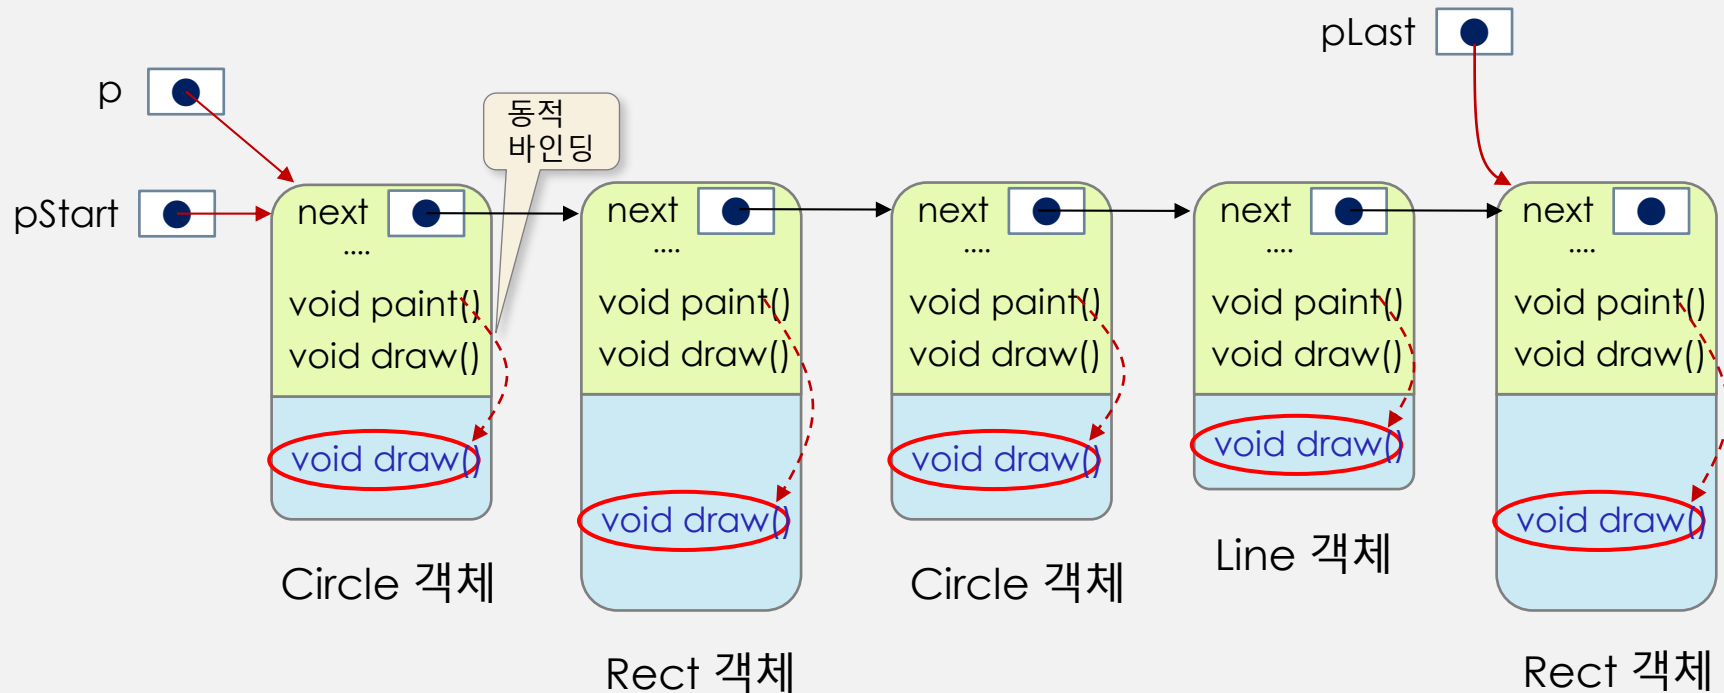 pLast
p
동적
바인딩
pStart
next
....
void paint()
void draw()
void draw()
Circle 객체
next
....
void paint()
void draw()
void draw()
Rect 객체
next
....
void paint()
void draw()
void draw()
Circle 객체
next
....
void paint()
void draw()
void draw()
Line 객체
next
....
void paint()
void draw()
void draw()
Rect 객체